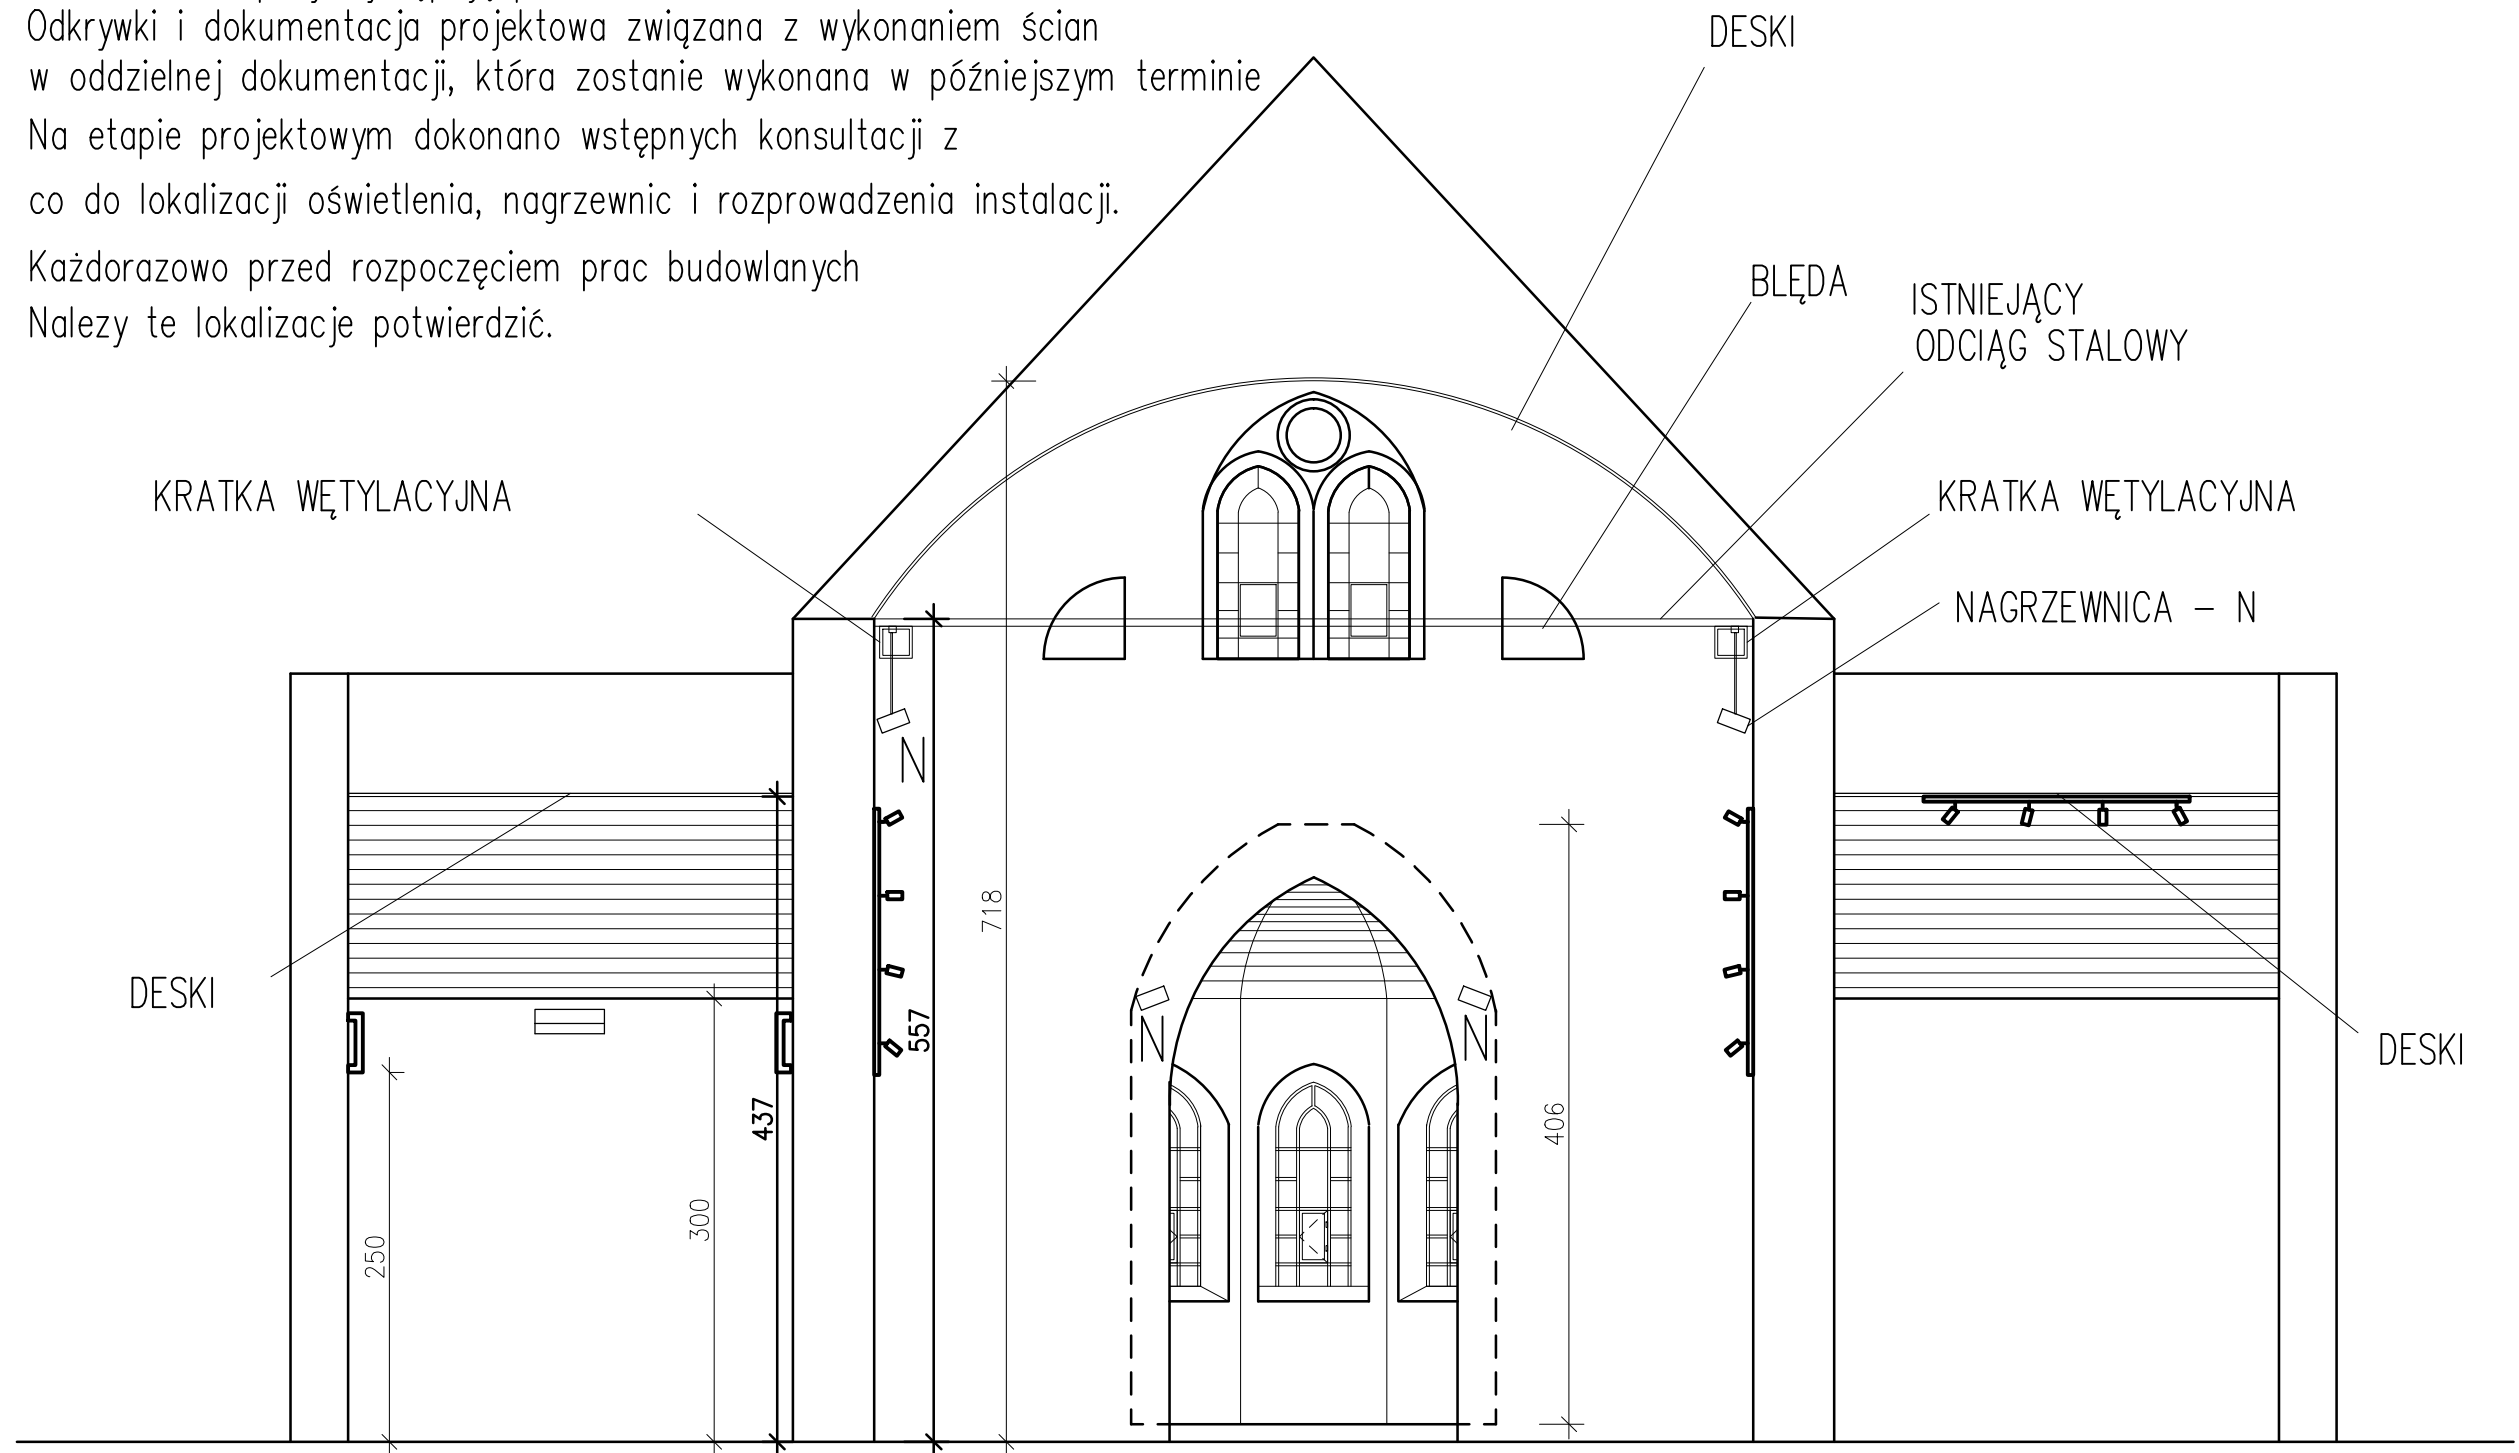 Odkrywki i dokumentacja projektowa związana z wykonaniem ścian
w oddzielnej dokumentacji, która zostanie wykonana w późniejszym terminie
Na etapie projektowym dokonano wstępnych konsultacji z
co do lokalizacji oświetlenia, nagrzewnic i rozprowadzenia instalacji.
Każdorazowo przed rozpoczęciem prac budowlanych
Nalezy te lokalizacje potwierdzić.
DESKI
BLĘDA
ISTNIEJĄCY
ODCIĄG STALOWY
KRATKA WĘTYLACYJNA
KRATKA WĘTYLACYJNA
NAGRZEWNICA – N
N
718
DESKI
N
N
557
DESKI
437
406
300
250